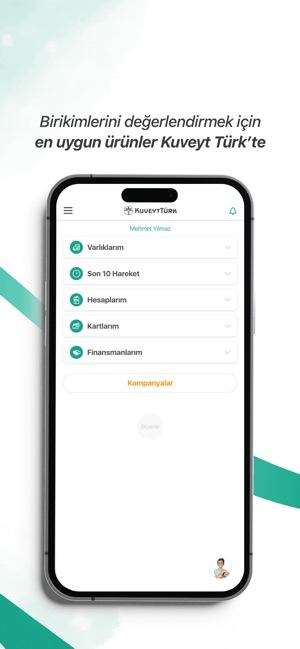 Birikimlerini değerlendirmek için
en uygun ürünler Kuveyt Türk'te
KUVEYTTÜRK
Mehmet Yılmaz
Varlıklarım
Son 10 Hareket
Hesaplarım
Kartlarım
Finansmanlarım
Kampanyalar
Düzenle